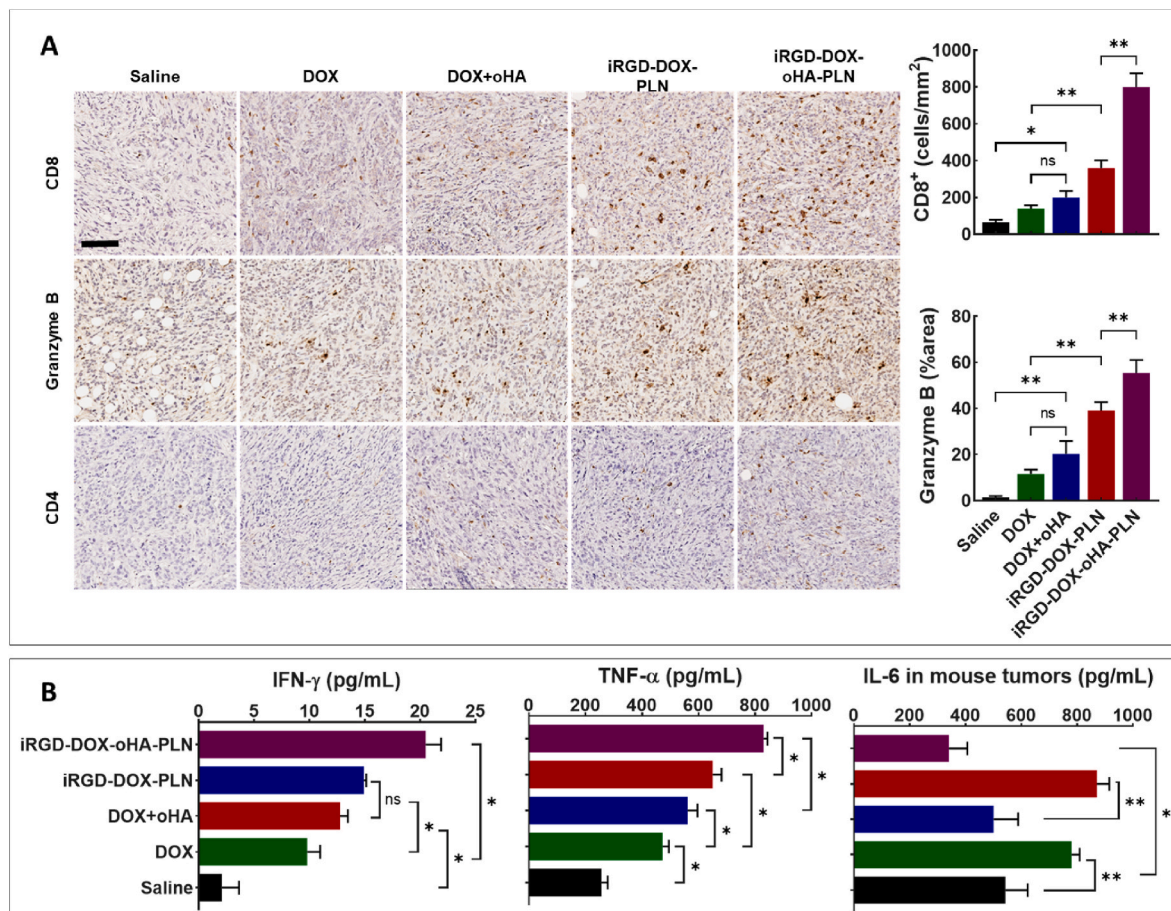 A
Saline
DOX
DOX+oHA
iRGD-DOX-
PLN
iRGD-DOX-
oHA-PLN
CD8
Granzyme B
CD4
CD8+ (cells/mm2)
1000
800
600
400
200
0
*
ns
**
**
Granzyme B (%area)
80
60
40
20
0
**
ns
**
**
Saline
DOX
DOX+oHA
iRGD-DOX-PLN
iRGD-DOX-oHA-PLN
B
IFN-γ (pg/mL)
0 5 10 15 20 25
iRGD-DOX-oHA-PLN
iRGD-DOX-PLN
DOX+oHA
DOX
Saline
ns
*
*
*
TNF-α (pg/mL)
0 200 400 600 800 1000
*
*
*
*
*
IL-6 in mouse tumors (pg/mL)
0 200 400 600 800 1000
**
*
**